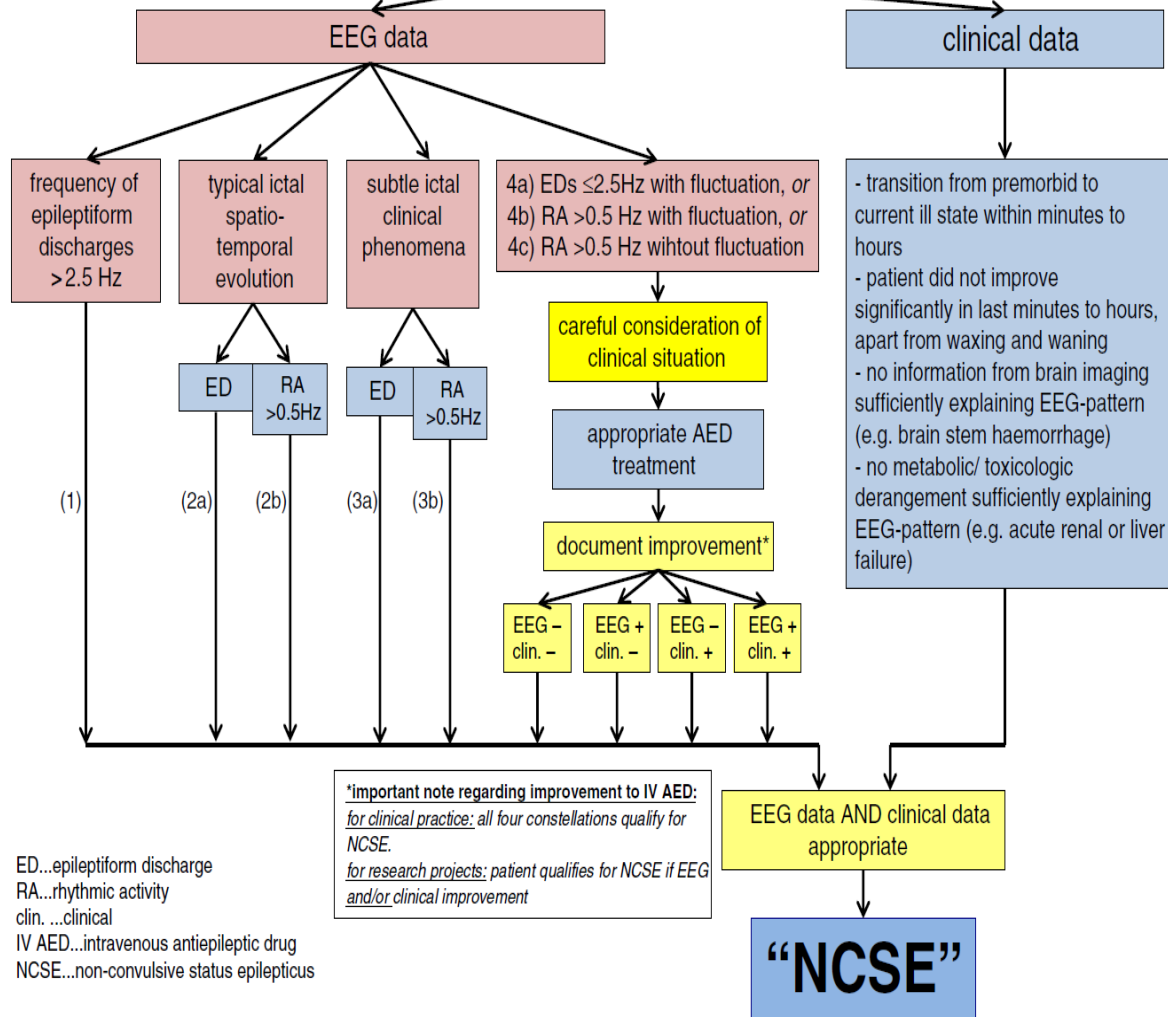 EEG data
clinical data
frequency of
epileptiform
discharges
>2.5 Hz
typical ictal
spatio-
temporal
evolution
subtle ictal
clinical
phenomena
4a) EDs ≤2.5Hz with fluctuation, or
4b) RA >0.5 Hz with fluctuation, or
4c) RA >0.5 Hz wihtout fluctuation
- transition from premorbid to
current ill state within minutes to
hours
- patient did not improve
significantly in last minutes to hours,
apart from waxing and waning
- no information from brain imaging
sufficiently explaining EEG-pattern
(e.g. brain stem haemorrhage)
- no metabolic/ toxicologic
derangement sufficiently explaining
EEG-pattern (e.g. acute renal or liver
failure)
careful consideration of
clinical situation
ED
RA
>0.5Hz
ED
RA
>0.5Hz
appropriate AED
treatment
(1)
(2a)
(2b)
(3a)
(3b)
document improvement*
EEG –
clin. –
EEG +
clin. –
EEG –
clin. +
EEG +
clin. +
*important note regarding improvement to IV AED:
for clinical practice: all four constellations qualify for
NCSE.
for research projects: patient qualifies for NCSE if EEG
and/or clinical improvement
EEG data AND clinical data
appropriate
ED...epileptiform discharge
RA...rhythmic activity
clin. ...clinical
IV AED...intravenous antiepileptic drug
NCSE...non-convulsive status epilepticus
“NCSE”